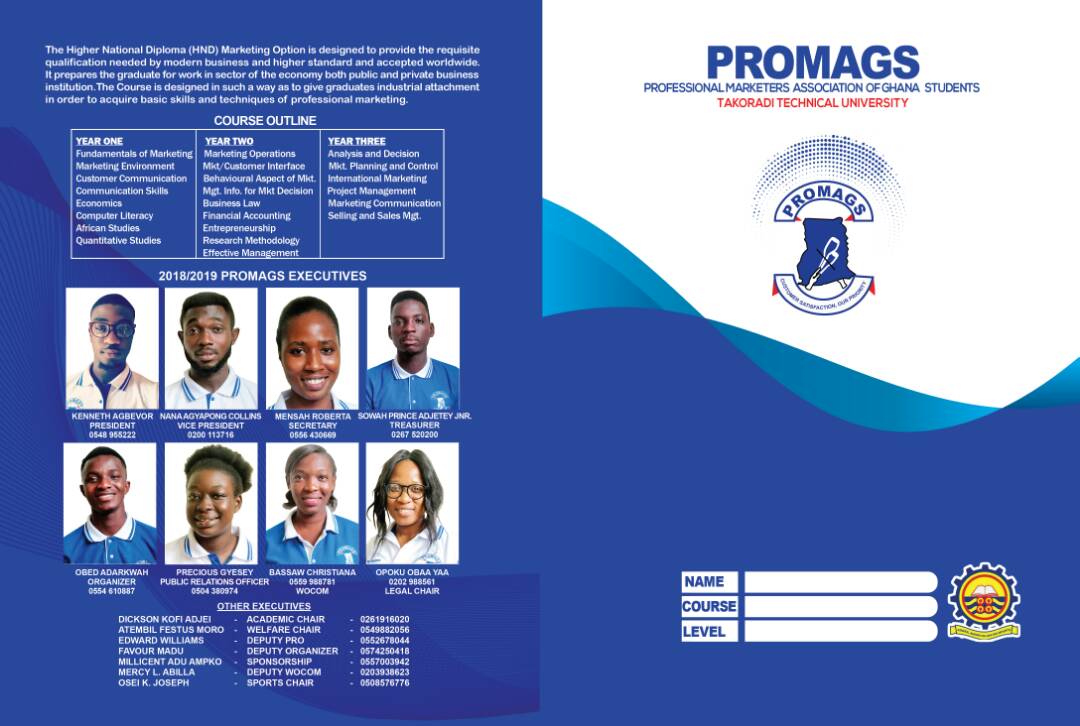 The Higher National Diploma (HND) Marketing Option is designed to provide the requisite
qualification needed by modern business and higher standard and accepted worldwide.
It prepares the graduate for work in sector of the economy both public and private business
institution.The Course is designed in such a way as to give graduates industrial attachment
in order to acquire basic skills and techniques of professional marketing.
COURSE OUTLINE
YEAR ONE
Fundamentals of Marketing
Marketing Environment
Customer Communication
Communication Skills
Economics
Computer Literacy
African Studies
Quantitative Studies
YEAR TWO
Marketing Operations
Mkt/Customer Interface
Behavioural Aspect of Mkt.
Mgt. Info. for Mkt Decision
Business Law
Financial Accounting
Entrepreneurship
Research Methodology
Effective Management
YEAR THREE
Analysis and Decision
Mkt. Planning and Control
International Marketing
Project Management
Marketing Communication
Selling and Sales Mgt.
2018/2019 PROMAGS EXECUTIVES
KENNETH AGBEVOR
PRESIDENT
0548 955222
NANA AGYAPONG COLLINS
VICE PRESIDENT
0200 113716
MENSAH ROBERTA
SECRETARY
0556 430669
SOWAH PRINCE ADJETEY JNR.
TREASURER
0267 520200
OBED ADARKWAH
ORGANIZER
0554 610887
PRECIOUS GYESEY
PUBLIC RELATIONS OFFICER
0504 380974
BASSAW CHRISTIANA
0559 988781
WOCOM
OPOKU OBAA YAA
0202 988561
LEGAL CHAIR
OTHER EXECUTIVES
DICKSON KOFI ADJEI - ACADEMIC CHAIR - 0261916020
ATEMBIL FESTUS MORO - WELFARE CHAIR - 0549882056
EDWARD WILLIAMS - DEPUTY PRO - 0552678044
FAVOUR MADU - DEPUTY ORGANIZER - 0574250418
MILLICENT ADU AMPKO - SPONSORSHIP - 0557003942
MERCY L. ABILLA - DEPUTY WOCOM - 0203938623
OSEI K. JOSEPH - SPORTS CHAIR - 0508576776
PROMAGS
PROFESSIONAL MARKETERS ASSOCIATION OF GHANA STUDENTS
TAKORADI TECHNICAL UNIVERSITY
PROMAGS
CUSTOMER SATISFACTION, OUR PRIORITY
NAME
COURSE
LEVEL